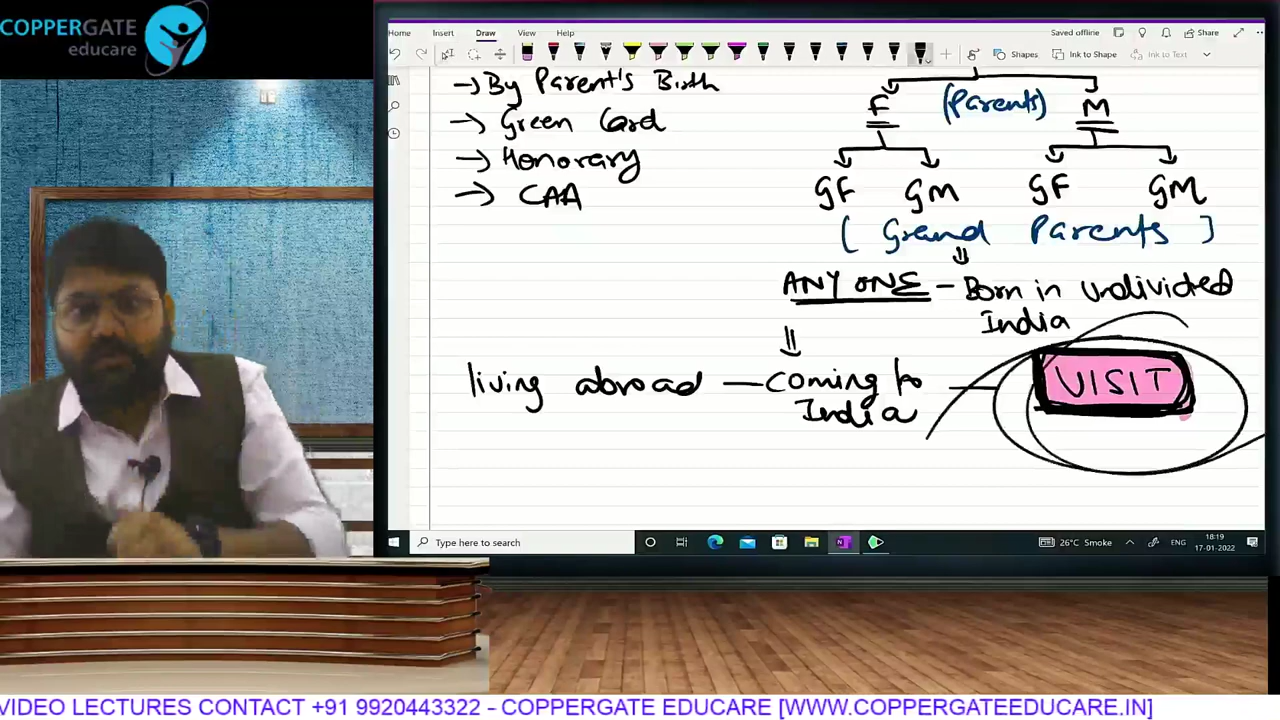 COPPERGATE
educare
Home Insert Draw View Help
Saved offline
Share
Shapes
Ink to Shape
Ink to Text
→ By Parent's Birth
→ Green Card
→ Honorary
→ CAA
F (Parents) M
GF GM GF GM
( Grand Parents )
ANY ONE - Born in undivided
India
living abroad - Coming to
India
VISIT
Type here to search
26°C Smoke
ENG
18:19
17-01-2022
VIDEO LECTURES CONTACT +91 9920443322 - COPPERGATE EDUCARE [WWW.COPPERGATEEDUCARE.IN]